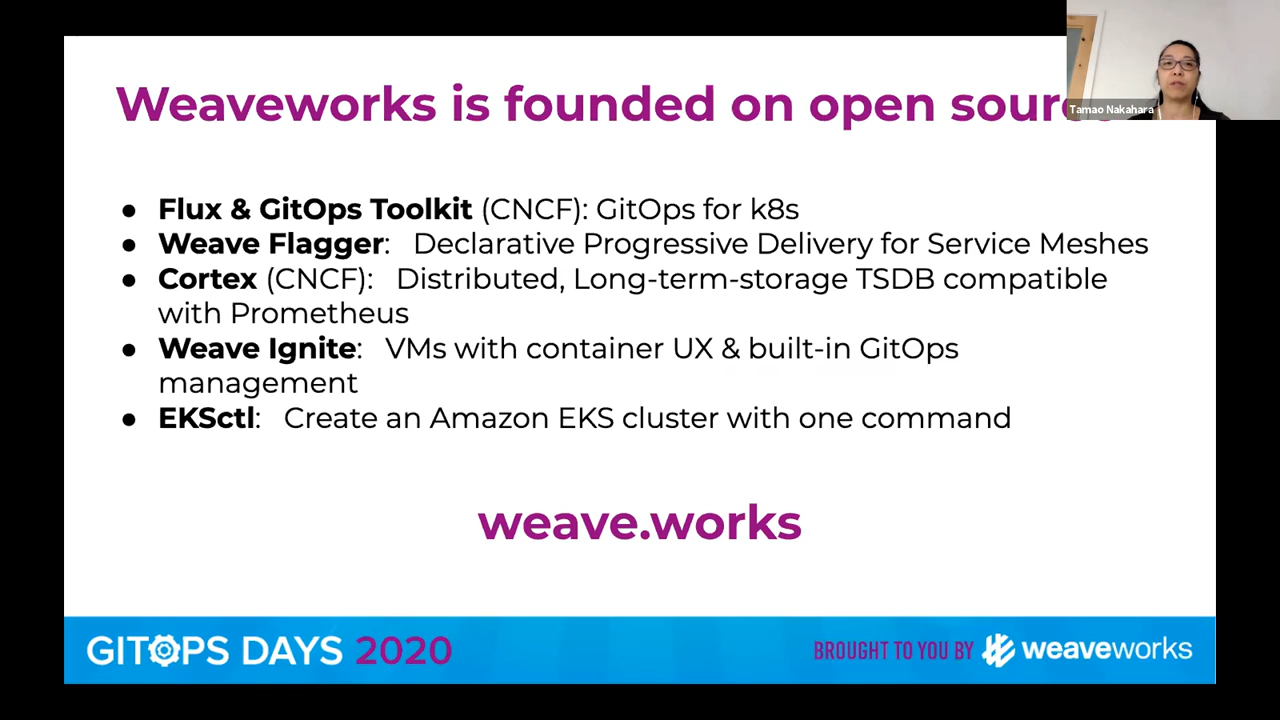 Weaveworks is founded on open sour
Tamao Nakahara
● Flux & GitOps Toolkit (CNCF): GitOps for k8s
● Weave Flagger: Declarative Progressive Delivery for Service Meshes
● Cortex (CNCF): Distributed, Long-term-storage TSDB compatible
with Prometheus
● Weave Ignite: VMs with container UX & built-in GitOps
management
● EKSctl: Create an Amazon EKS cluster with one command
weave.works
GITOPS DAYS 2020
BROUGHT TO YOU BY weaveworks